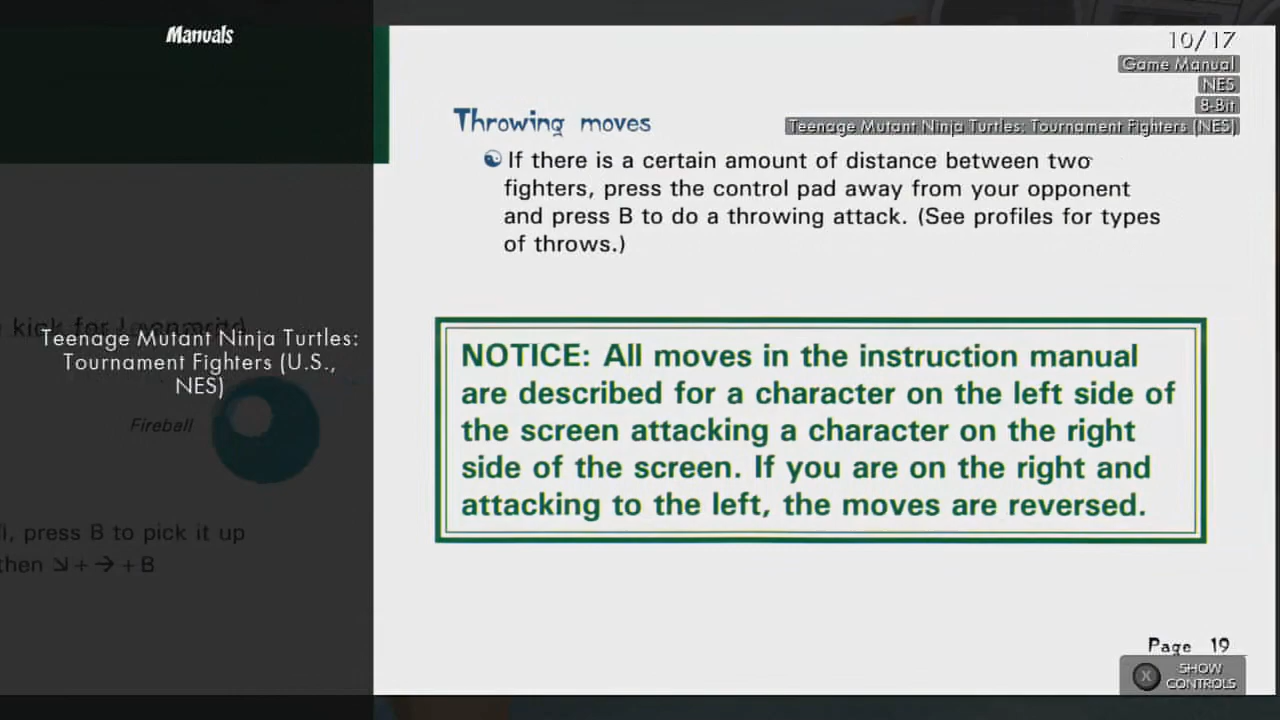 Manuals
10/17
Game Manual
NES
8-Bit
Teenage Mutant Ninja Turtles: Tournament Fighters (NES)
Throwing moves
If there is a certain amount of distance between two
fighters, press the control pad away from your opponent
and press B to do a throwing attack. (See profiles for types
of throws.)
NOTICE: All moves in the instruction manual
are described for a character on the left side of
the screen attacking a character on the right
side of the screen. If you are on the right and
attacking to the left, the moves are reversed.
Teenage Mutant Ninja Turtles:
Tournament Fighters (U.S.,
NES)
Fireball
press B to pick it up
then ↘ + → + B
Page 19
X SHOW
CONTROLS